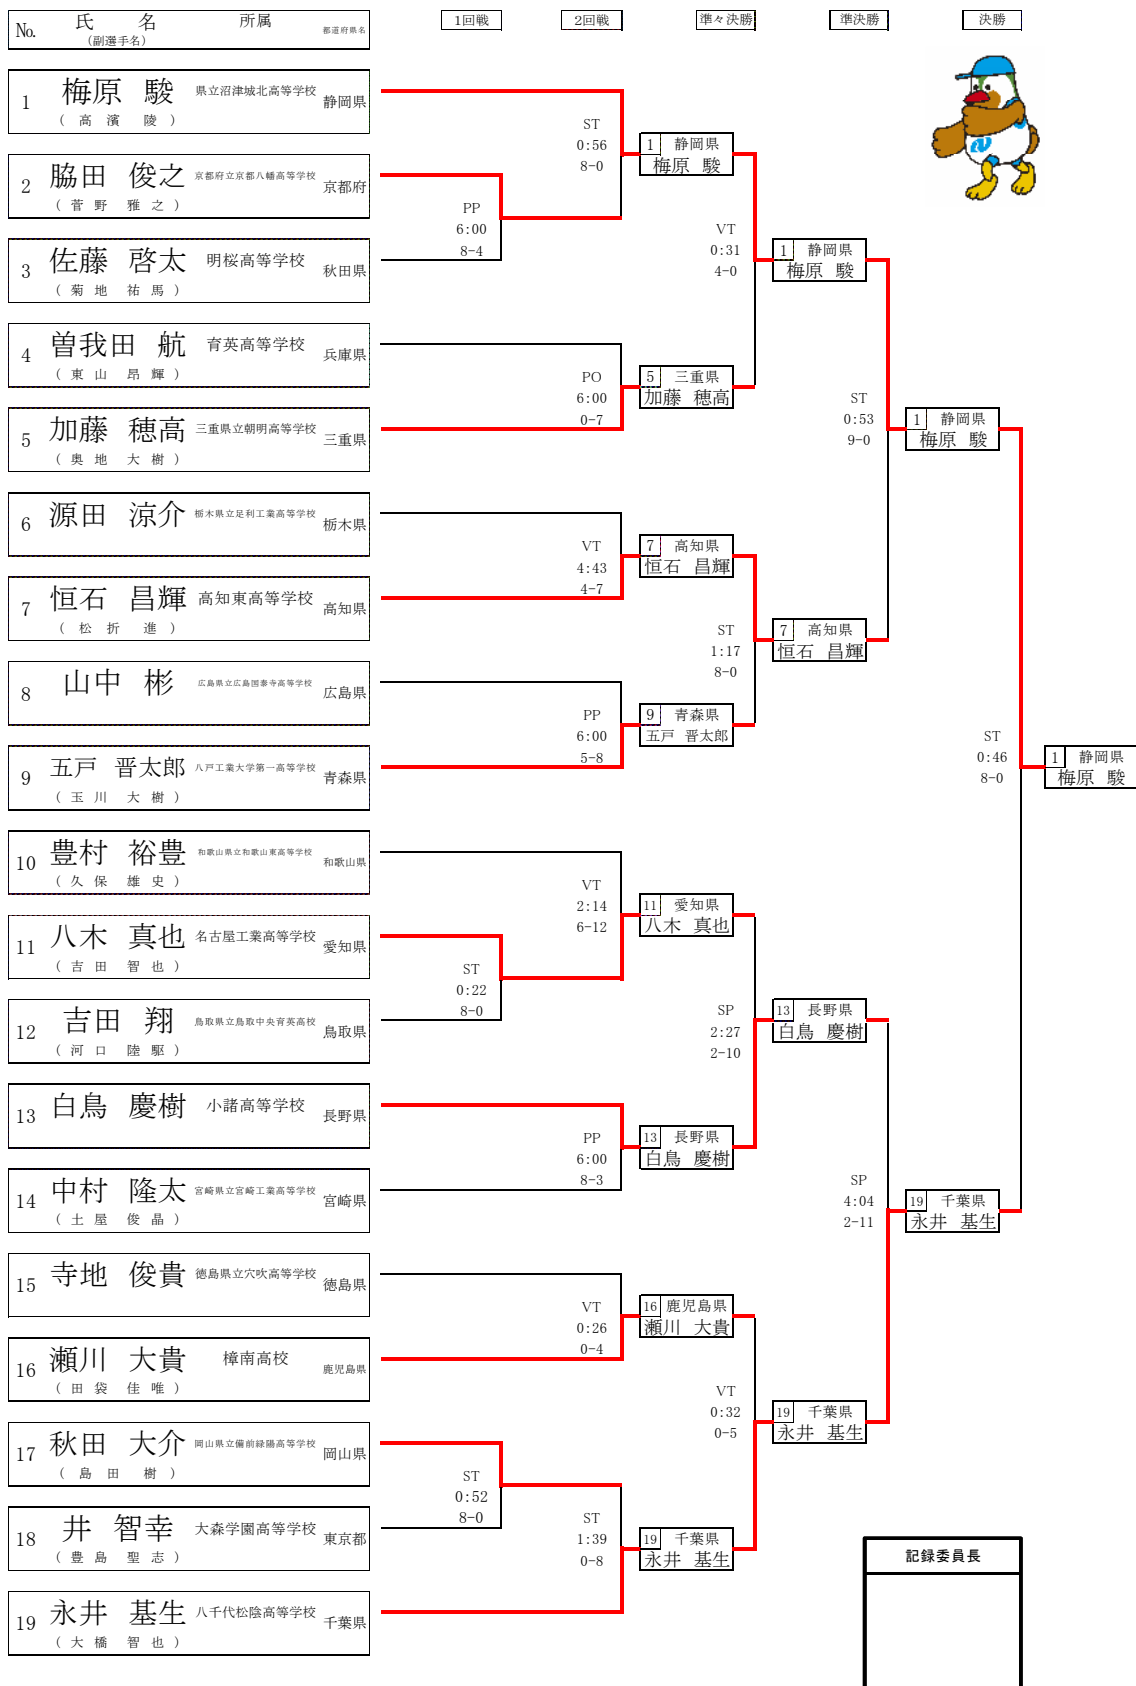 No. 氏 名 所属 都道府県名
(副選手名)
1回戦 2回戦 準々決勝 準決勝 決勝
1 梅原 駿 県立沼津城北高等学校 静岡県
( 高濱 陵 )
2 脇田 俊之 京都府立京都八幡高等学校 京都府
( 菅野 雅之 )
3 佐藤 啓太 明桜高等学校 秋田県
( 菊地 祐馬 )
4 曽我田 航 育英高等学校 兵庫県
( 東山 昂輝 )
5 加藤 穂高 三重県立朝明高等学校 三重県
( 奥地 大樹 )
6 源田 涼介 栃木県立足利工業高等学校 栃木県
7 恒石 昌輝 高知東高等学校 高知県
( 松折 進 )
8 山中 彬 広島県立広島国泰寺高等学校 広島県
9 五戸 晋太郎 八戸工業大学第一高等学校 青森県
( 玉川 大樹 )
10 豊村 裕豊 和歌山県立和歌山東高等学校 和歌山県
( 久保 雄史 )
11 八木 真也 名古屋工業高等学校 愛知県
( 吉田 智也 )
12 吉田 翔 鳥取県立鳥取中央育英高校 鳥取県
( 河口 陸駆 )
13 白鳥 慶樹 小諸高等学校 長野県
14 中村 隆太 宮崎県立宮崎工業高等学校 宮崎県
( 土屋 俊晶 )
15 寺地 俊貴 徳島県立穴吹高等学校 徳島県
16 瀬川 大貴 樟南高校 鹿児島県
( 田袋 佳唯 )
17 秋田 大介 岡山県立備前緑陽高等学校 岡山県
( 島田 樹 )
18 井 智幸 大森学園高等学校 東京都
( 豊島 聖志 )
19 永井 基生 八千代松陰高等学校 千葉県
( 大橋 智也 )
PP
6:00
8-4
ST
0:22
8-0
ST
0:52
8-0
ST
0:56
8-0
PO
6:00
0-7
VT
4:43
4-7
PP
6:00
5-8
VT
2:14
6-12
PP
6:00
8-3
VT
0:26
0-4
ST
1:39
0-8
1 静岡県
梅原 駿
5 三重県
加藤 穂高
7 高知県
恒石 昌輝
9 青森県
五戸 晋太郎
11 愛知県
八木 真也
13 長野県
白鳥 慶樹
16 鹿児島県
瀬川 大貴
19 千葉県
永井 基生
VT
0:31
4-0
ST
1:17
8-0
SP
2:27
2-10
VT
0:32
0-5
1 静岡県
梅原 駿
7 高知県
恒石 昌輝
13 長野県
白鳥 慶樹
19 千葉県
永井 基生
ST
0:53
9-0
SP
4:04
2-11
1 静岡県
梅原 駿
19 千葉県
永井 基生
ST
0:46
8-0
1 静岡県
梅原 駿
記録委員長